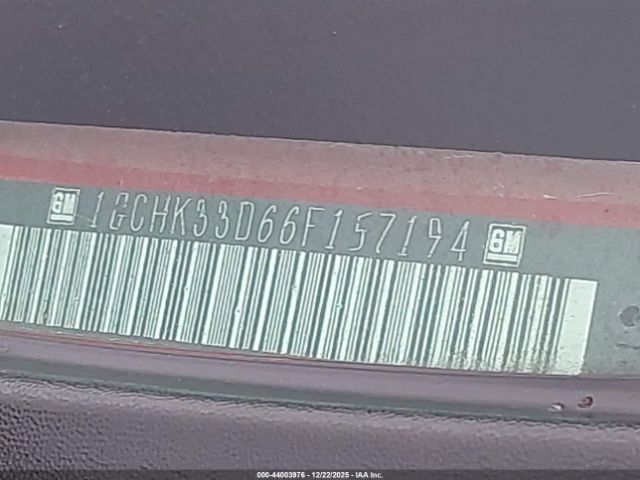 GM 1GCHK33D66F157194 GM
000-44003976 - 12/22/2025 - IAA Inc.